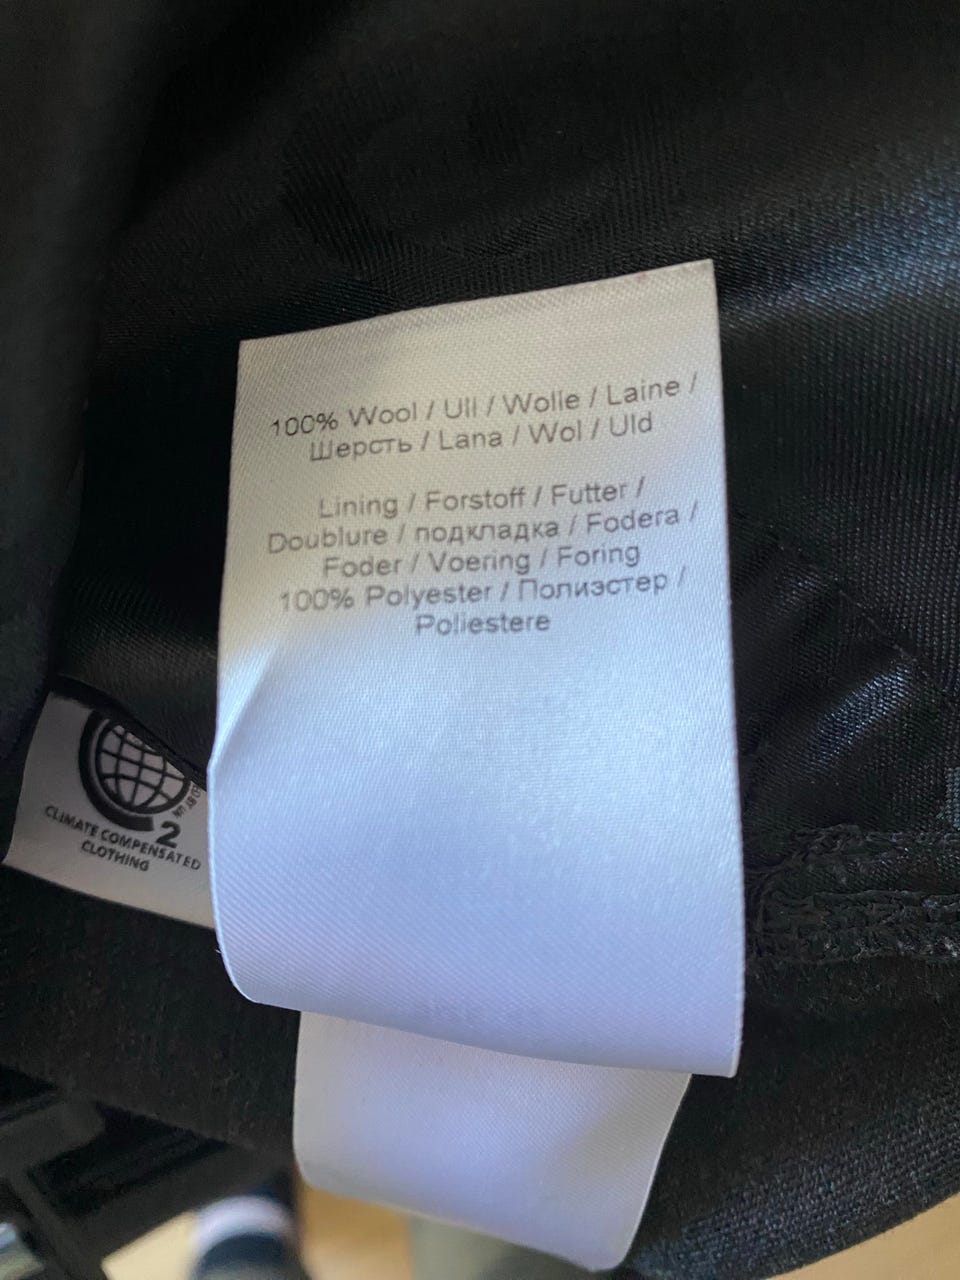 100% Wool / Ull / Wolle / Laine /
Шерсть / Lana / Wol / Uld
Lining / Forstoff / Futter /
Doublure / подкладка / Fodera /
Foder / Voering / Foring
100% Polyester / Полиэстер /
Poliestere
2
CLIMATE COMPENSATED
CLOTHING